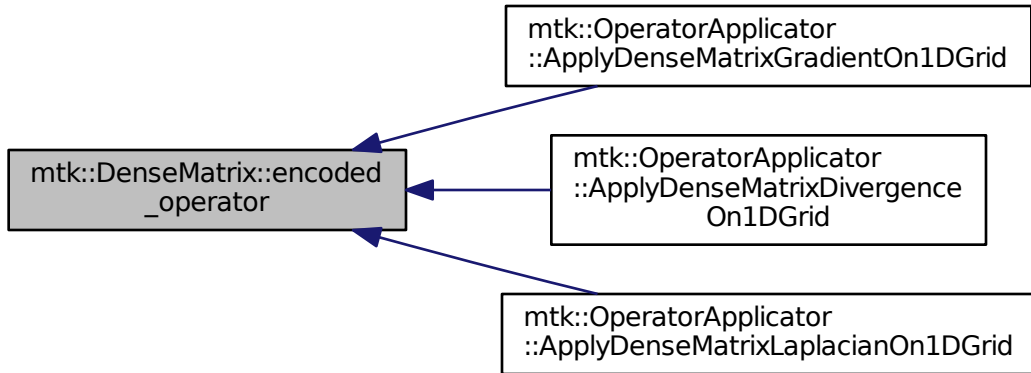 mtk::OperatorApplicator
::ApplyDenseMatrixGradientOn1DGrid
mtk::DenseMatrix::encoded
_operator
mtk::OperatorApplicator
::ApplyDenseMatrixDivergence
On1DGrid
mtk::OperatorApplicator
::ApplyDenseMatrixLaplacianOn1DGrid